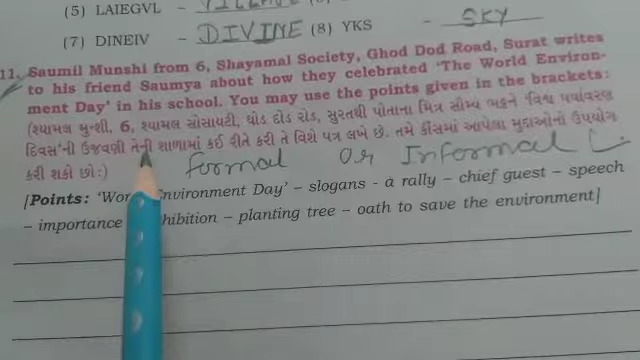 (5) LAIEGVL -
(7) DINEIV - DIVINE (8) YKS - SKY
11. Saumil Munshi from 6, Shayamal Society, Ghod Dod Road, Surat writes
to his friend Saumya about how they celebrated 'The World Environ-
ment Day' in his school. You may use the points given in the brackets:
(શ્યામલ મુન્શી, 6, શ્યામલ સોસાયટી, ઘોડ દોડ રોડ, સુરતથી પોતાના મિત્ર સૌમ્ય ભટ્ટને 'વિશ્વ પર્યાવરણ
દિવસ'ની ઉજવણી તેની શાળામાં કઈ રીતે કરી તે વિશે પત્ર લખે છે. તમે કૌંસમાં આપેલા મુદ્દાઓનો ઉપયોગ
કરી શકો છો:) formal Or Informal
[Points: Environment Day' - slogans - a rally - chief guest - speech
- importance - planting tree - oath to save the environment]